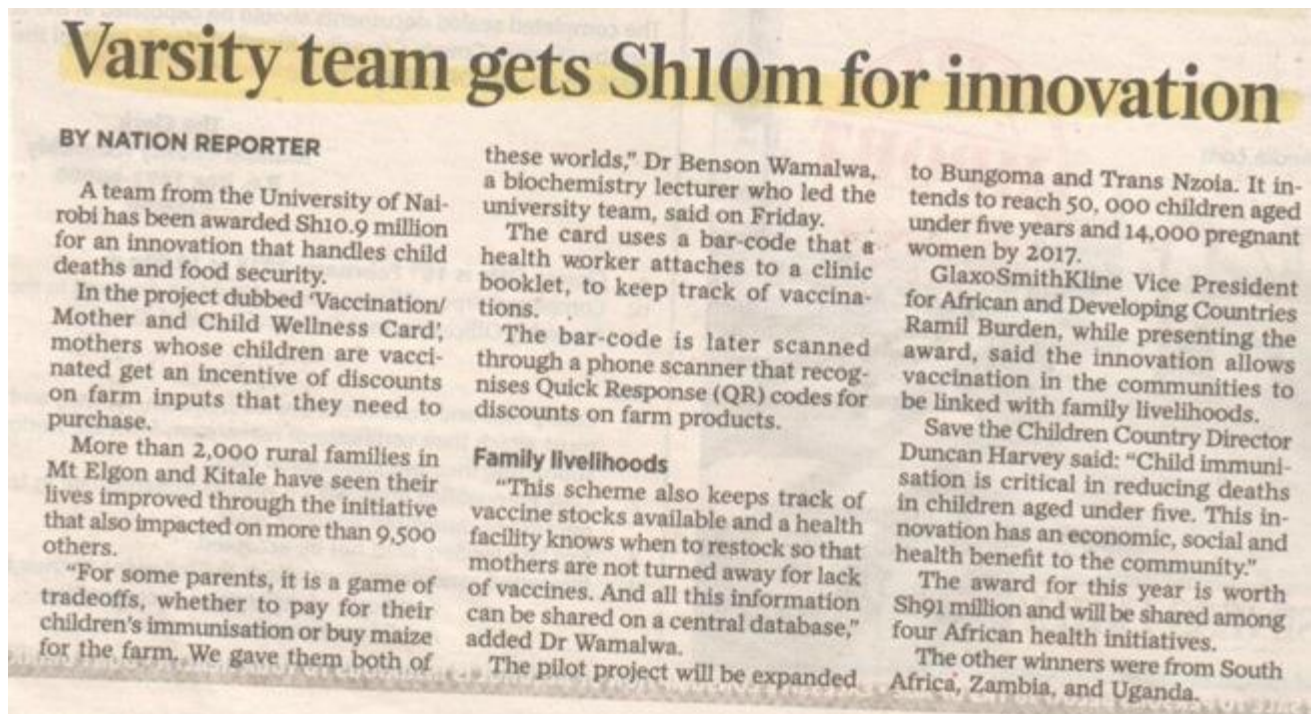 Varsity team gets Sh10m for innovation
BY NATION REPORTER
A team from the University of Nai-
robi has been awarded Sh10.9 million
for an innovation that handles child
deaths and food security.
In the project dubbed ‘Vaccination/
Mother and Child Wellness Card’,
mothers whose children are vacci-
nated get an incentive of discounts
on farm inputs that they need to
purchase.
More than 2,000 rural families in
Mt Elgon and Kitale have seen their
lives improved through the initiative
that also impacted on more than 9,500
others.
“For some parents, it is a game of
tradeoffs, whether to pay for their
children’s immunisation or buy maize
for the farm. We gave them both of
these worlds,” Dr Benson Wamalwa,
a biochemistry lecturer who led the
university team, said on Friday.
The card uses a bar-code that a
health worker attaches to a clinic
booklet, to keep track of vaccina-
tions.
The bar-code is later scanned
through a phone scanner that recog-
nises Quick Response (QR) codes for
discounts on farm products.
Family livelihoods
“This scheme also keeps track of
vaccine stocks available and a health
facility knows when to restock so that
mothers are not turned away for lack
of vaccines. And all this information
can be shared on a central database,”
added Dr Wamalwa.
The pilot project will be expanded
to Bungoma and Trans Nzoia. It in-
tends to reach 50, 000 children aged
under five years and 14,000 pregnant
women by 2017.
GlaxoSmithKline Vice President
for African and Developing Countries
Ramil Burden, while presenting the
award, said the innovation allows
vaccination in the communities to
be linked with family livelihoods.
Save the Children Country Director
Duncan Harvey said: “Child immuni-
sation is critical in reducing deaths
in children aged under five. This in-
novation has an economic, social and
health benefit to the community.”
The award for this year is worth
Sh91 million and will be shared among
four African health initiatives.
The other winners were from South
Africa, Zambia, and Uganda.